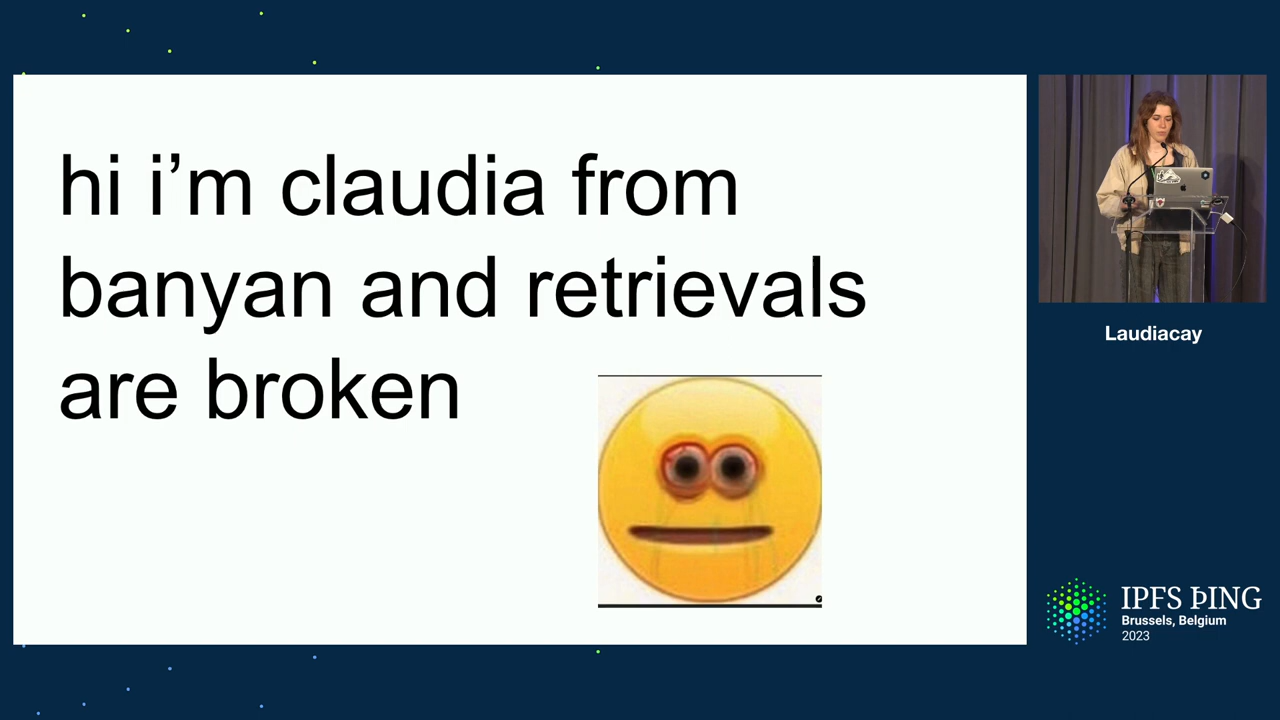 hi i’m claudia from
banyan and retrievals
are broken
Laudiacay
IPFS ÞING
Brussels, Belgium
2023